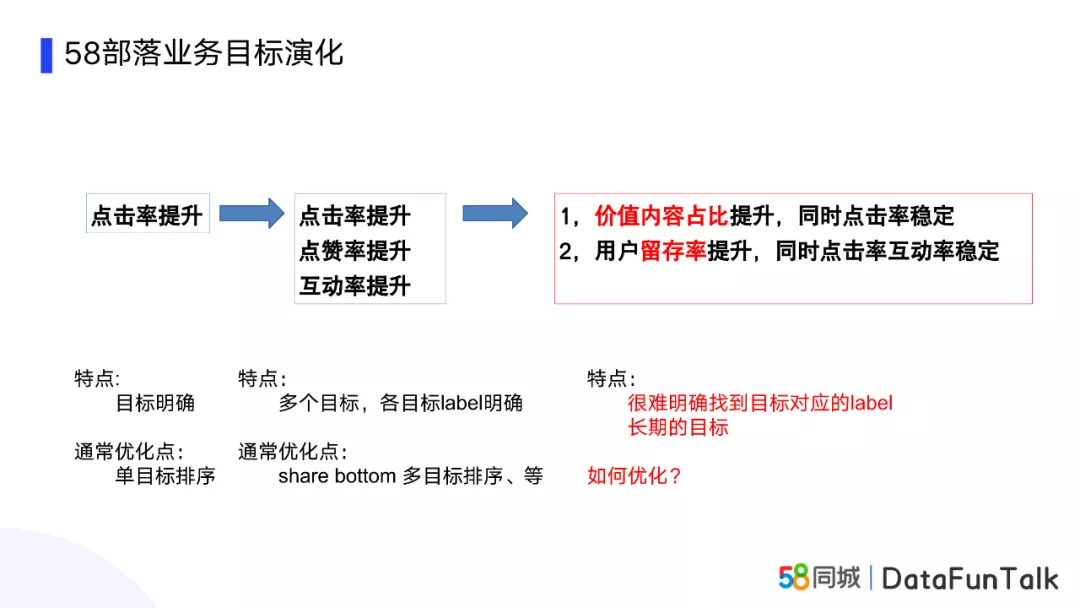 58部落业务目标演化
点击率提升
点击率提升
点赞率提升
互动率提升
1，价值内容占比提升，同时点击率稳定
2，用户留存率提升，同时点击率互动率稳定
特点:
目标明确
通常优化点：
单目标排序
特点：
多个目标，各目标label明确
通常优化点：
share bottom 多目标排序、等
特点：
很难明确找到目标对应的label
长期的目标
如何优化？
58同城 | DataFunTalk